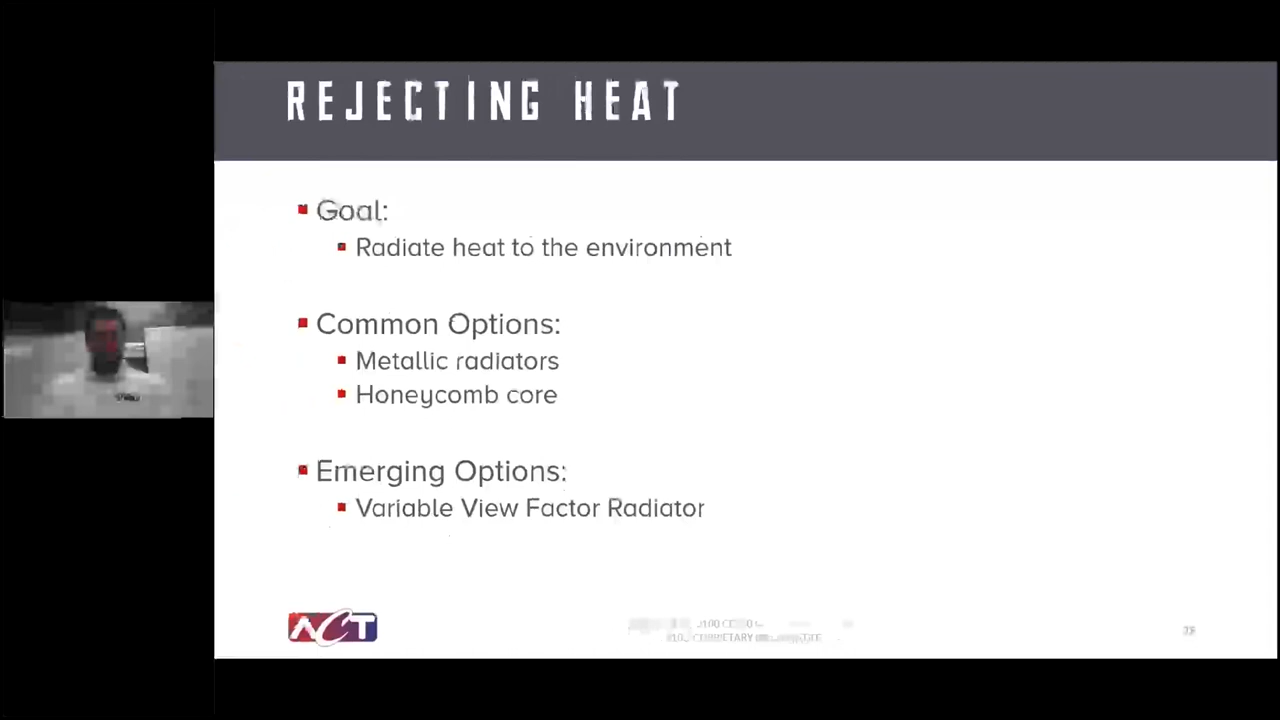 REJECTING HEAT
Goal:
Radiate heat to the environment
Common Options:
Metallic radiators
Honeycomb core
Emerging Options:
Variable View Factor Radiator
ACT